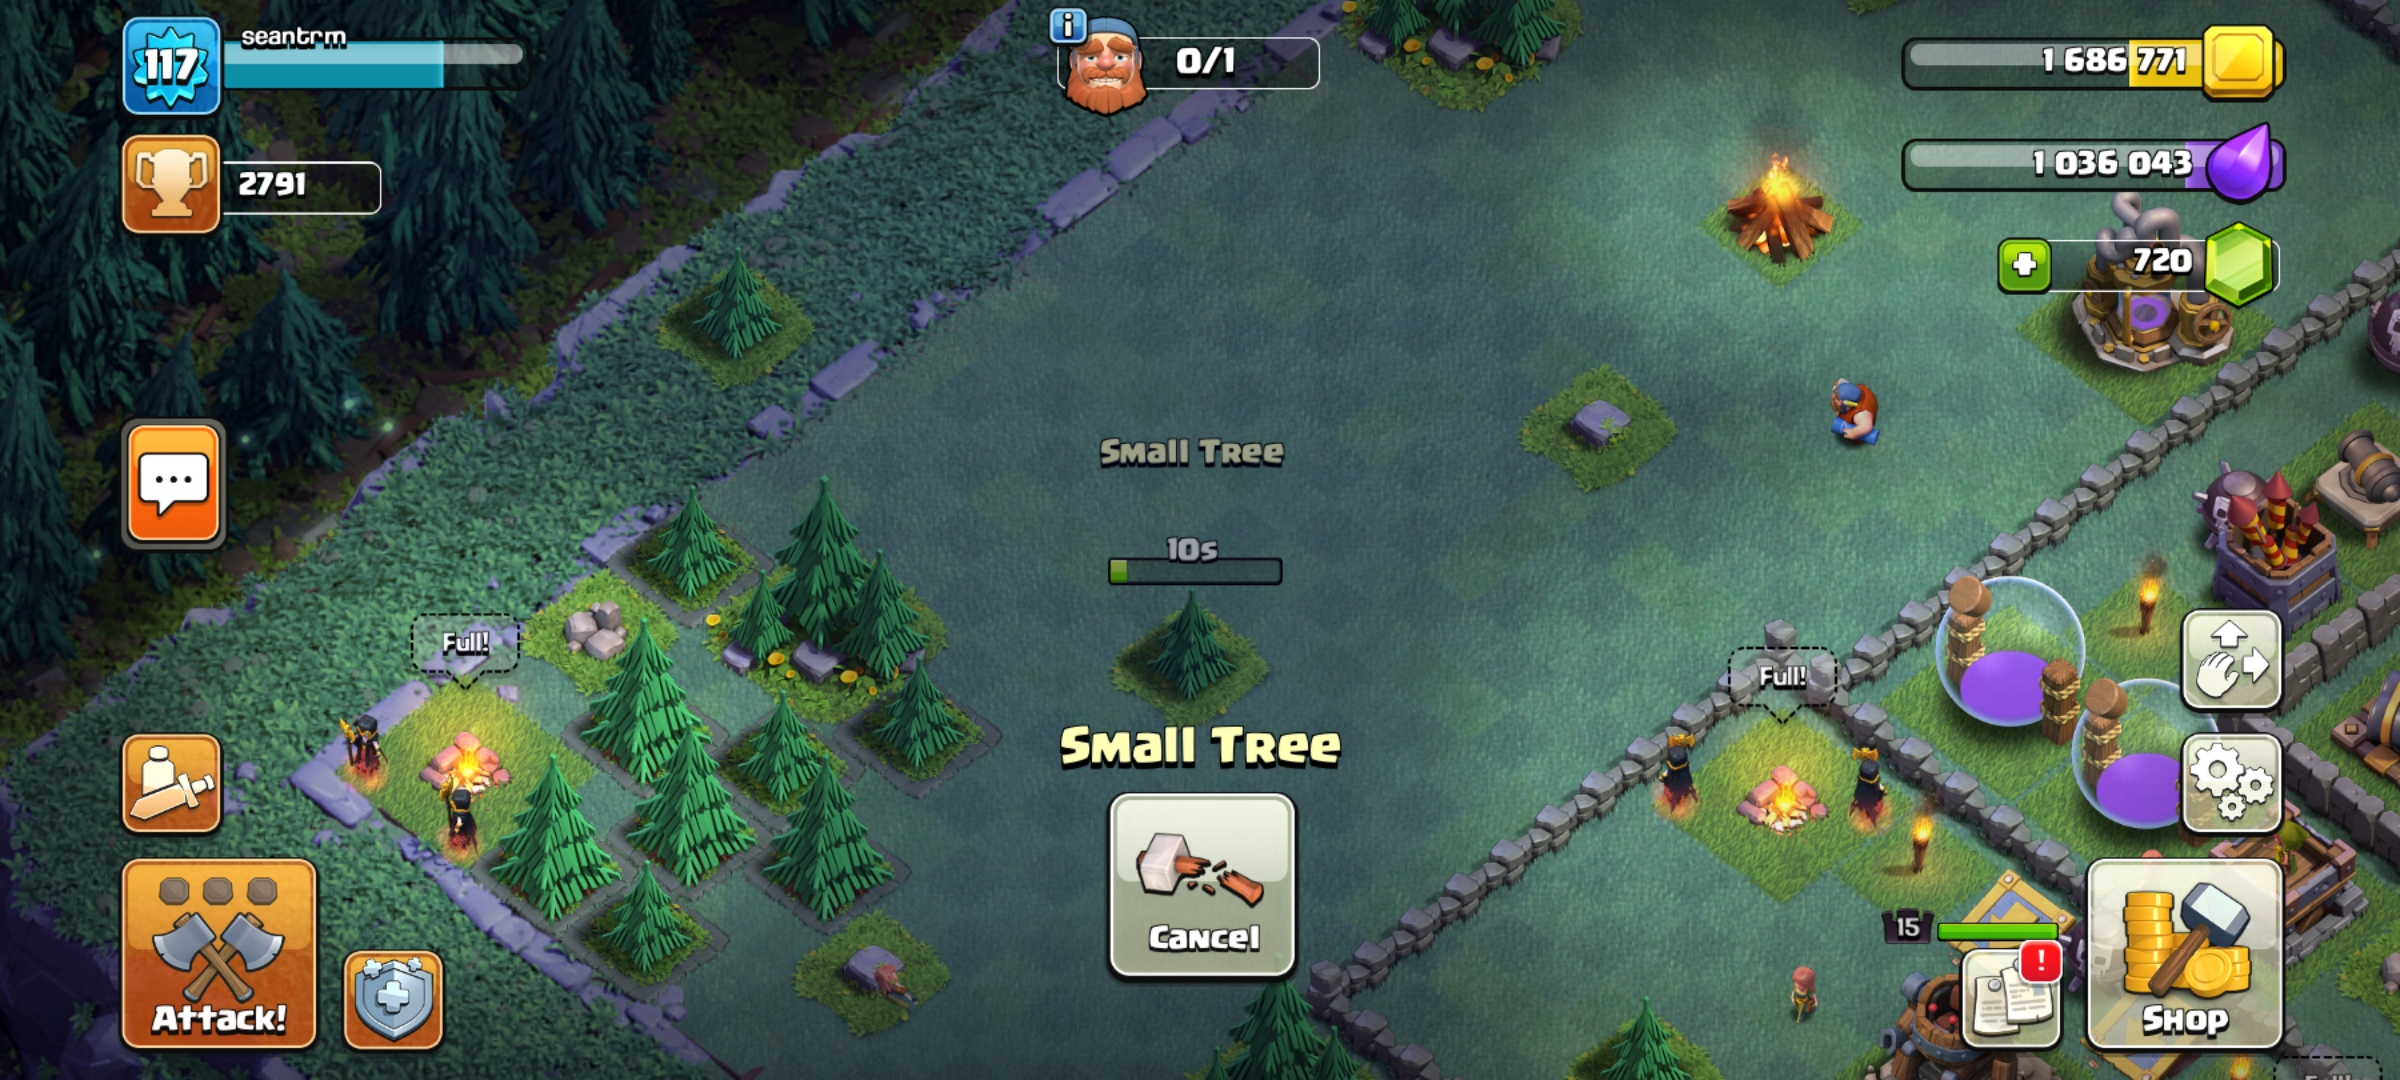 117
seantrm
0/1
1 686 771
2791
1 036 043
720
Small Tree
10s
Full!
Full!
Small Tree
Cancel
15
!
Attack!
Shop